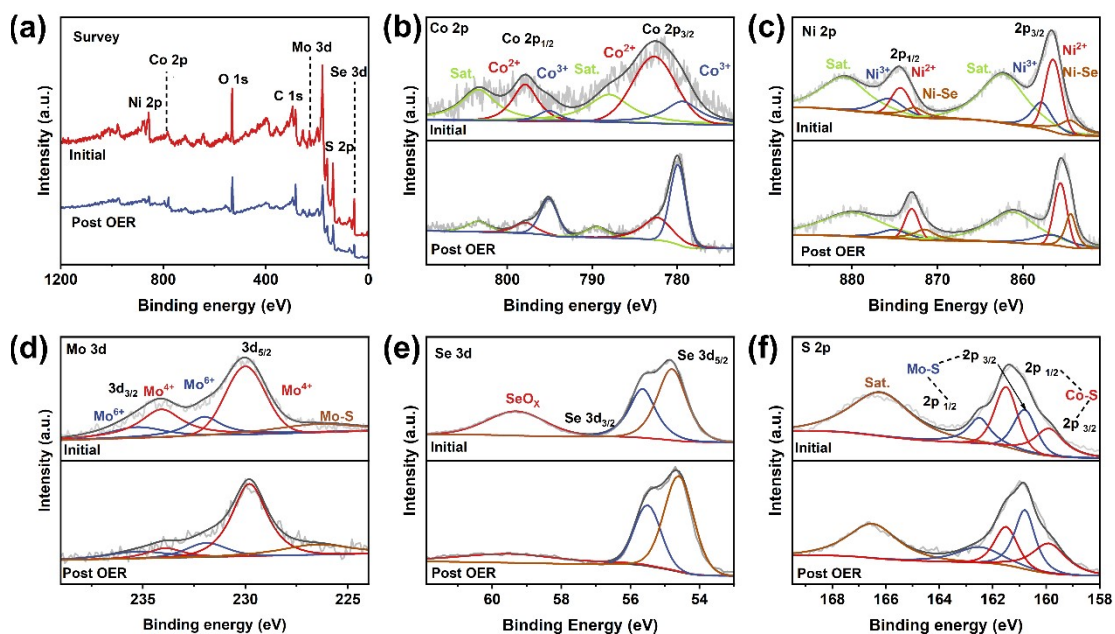 (a)
Survey
Co 2p
Ni 2p
O 1s
C 1s
Mo 3d
Se 3d
S 2p
Initial
Post OER
Intensity (a.u.)
1200 800 400 0
Binding energy (eV)
(b)
Co 2p
Co 2p1/2
Co 2p3/2
Sat.
Co2+
Co3+
Sat.
Co2+
Co3+
Initial
Post OER
Intensity (a.u.)
800 790 780
Binding energy (eV)
(c)
Ni 2p
2p1/2
2p3/2
Sat.
Ni3+
Ni2+
Ni-Se
Sat.
Ni3+
Ni2+
Ni-Se
Initial
Post OER
Intensity (a.u.)
880 870 860
Binding energy (eV)
(d)
Mo 3d
3d5/2
3d3/2
Mo6+
Mo4+
Mo6+
Mo4+
Mo-S
Initial
Post OER
Intensity (a.u.)
235 230 225
Binding energy (eV)
(e)
Se 3d
Se 3d5/2
SeOX
Se 3d3/2
Initial
Post OER
Intensity (a.u.)
60 55
Binding Energy (eV)
(f)
S 2p
Mo-S
2p 3/2
2p 1/2
Sat.
2p 1/2
Co-S
2p 3/2
Initial
Post OER
Intensity (a.u.)
168 166 164 162 160 158
Binding energy (eV)